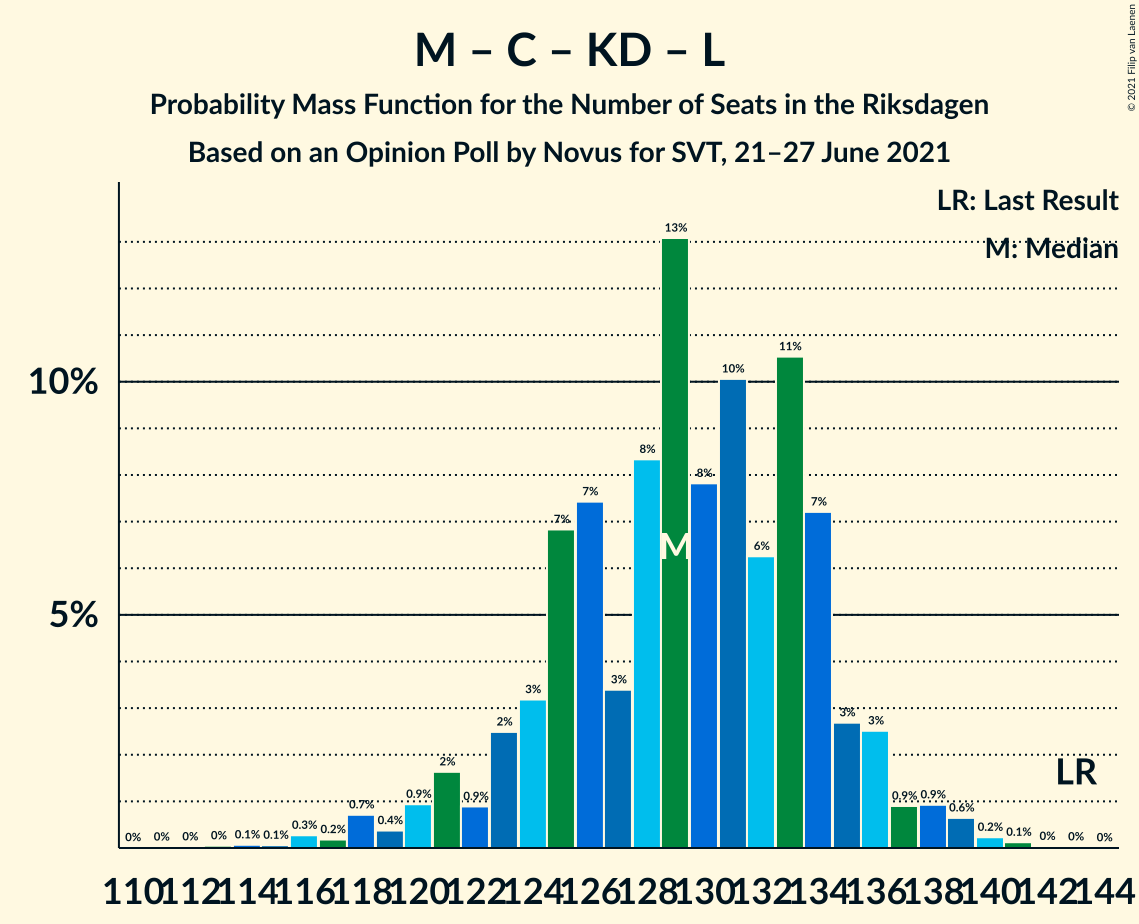 © 2021 Filip van Laenen
M – C – KD – L
Probability Mass Function for the Number of Seats in the Riksdagen
Based on an Opinion Poll by Novus for SVT, 21–27 June 2021
LR: Last Result
M: Median
10%
5%
0% 0% 0% 0% 0.1% 0.1% 0.3% 0.2% 0.7% 0.4% 0.9% 2% 0.9% 2% 3% 7% 7% 3% 8% 13% 8% 10% 6% 11% 7% 3% 3% 0.9% 0.9% 0.6% 0.2% 0.1% 0% 0% 0%
M
LR
110 112 114 116 118 120 122 124 126 128 130 132 134 136 138 140 142 144